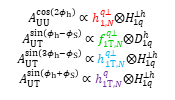 A_{UU}^{cos(2ϕ_h)} ∝ h_{1,N}^{q⊥}⊗H_{1q}^{⊥h}
A_{UT}^{sin(ϕ_h−ϕ_S)} ∝ f_{1T,N}^{q⊥}⊗D_{1q}^{h}
A_{UT}^{sin(3ϕ_h−ϕ_S)} ∝ h_{1T,N}^{q⊥}⊗H_{1q}^{⊥h}
A_{UT}^{sin(ϕ_h+ϕ_S)} ∝ h_{1T,N}^{q}⊗H_{1q}^{⊥h}